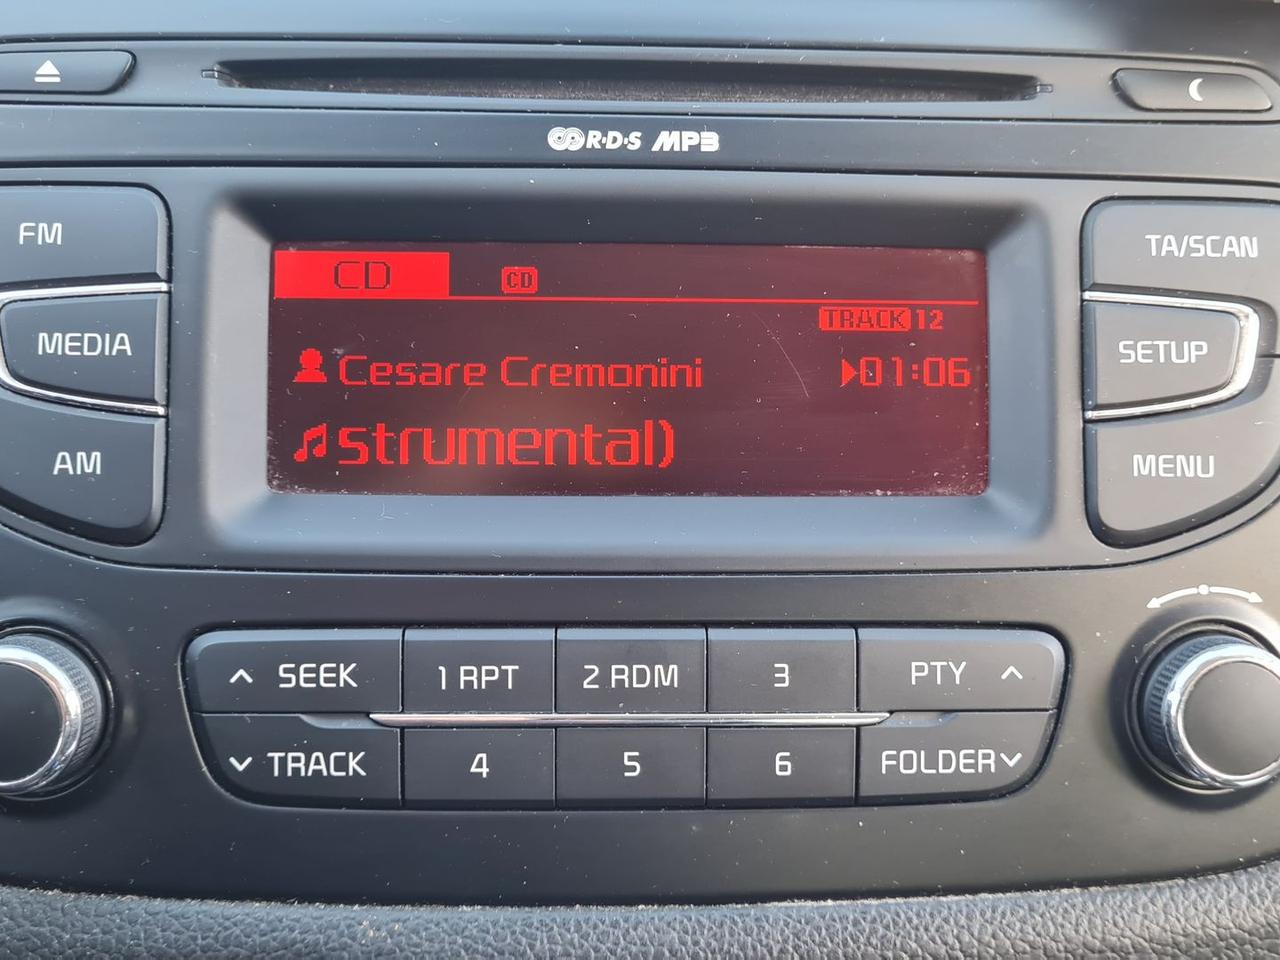 R·D·S MP3
FM
TA/SCAN
CD
CD
TRACK 12
MEDIA
Cesare Cremonini
01:06
SETUP
strumental)
AM
MENU
SEEK
1 RPT
2 RDM
3
PTY
TRACK
4
5
6
FOLDER